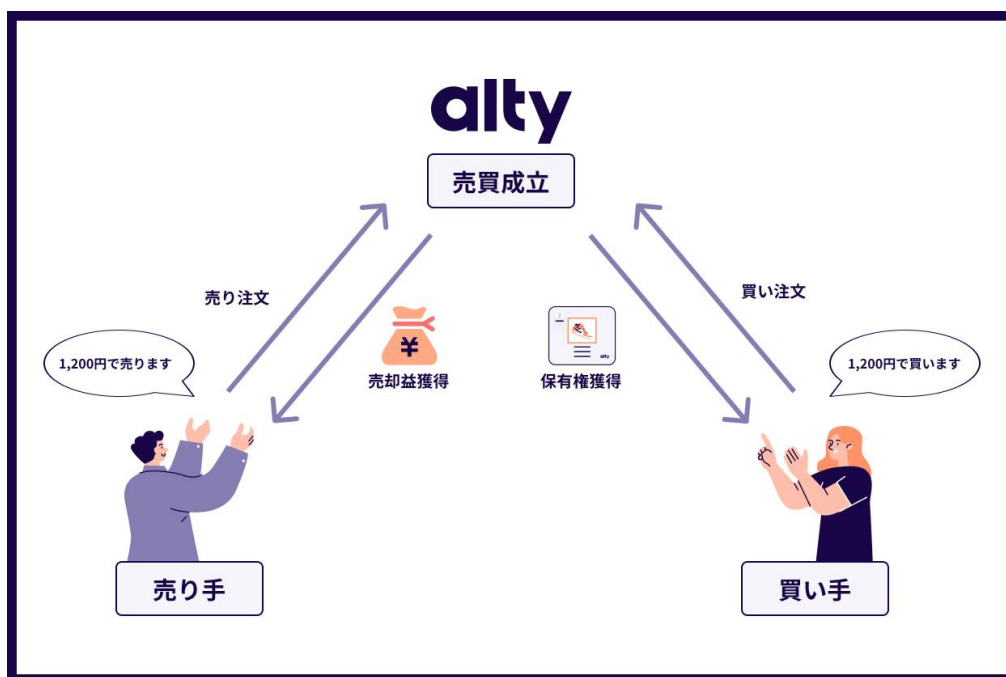 alty
売買成立
売り注文
買い注文
1,200円で売ります
売却益獲得
保有権獲得
1,200円で買います
¥
alty
売り手
買い手